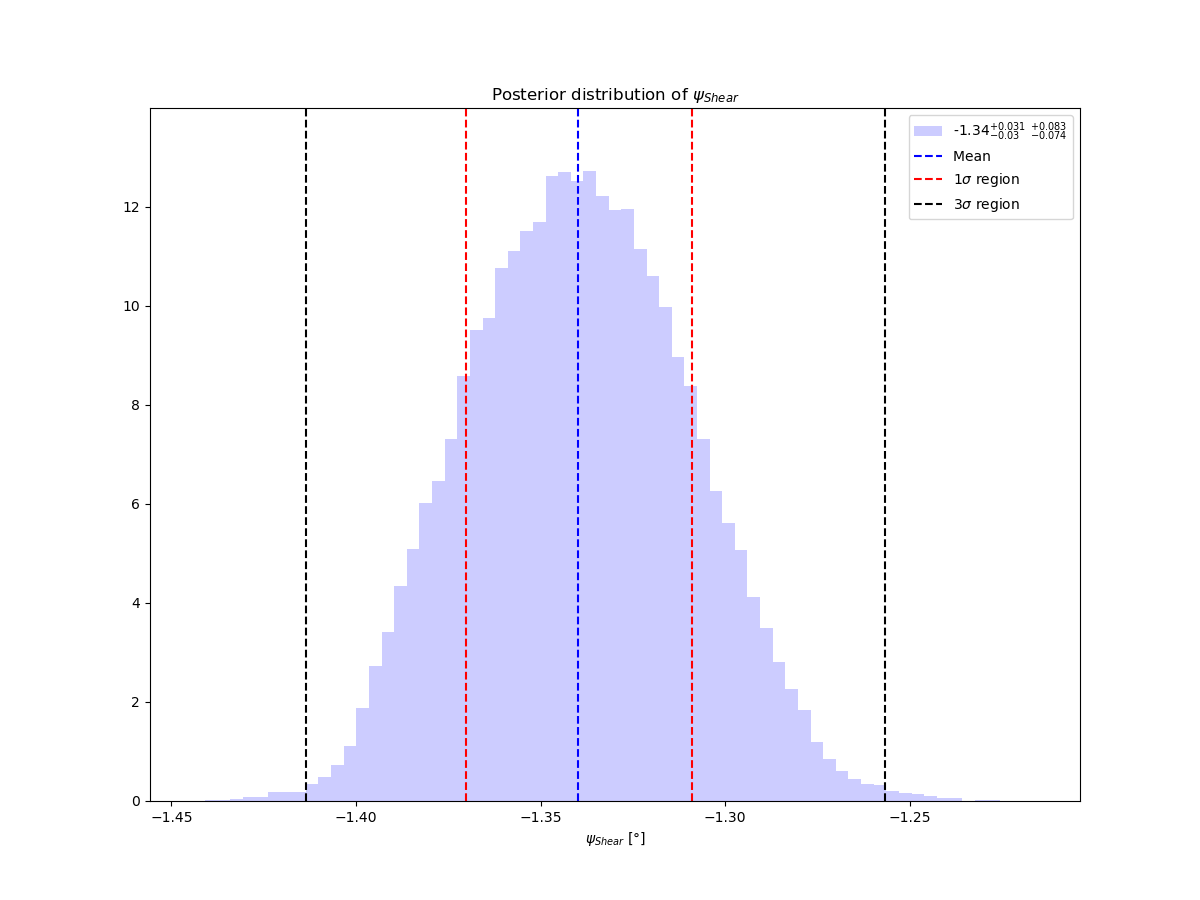 Posterior distribution of ψShear
-1.34+0.031 −0.03 +0.083 −0.074
Mean
1σ region
3σ region
12
10
8
6
4
2
0
−1.45 −1.40 −1.35 −1.30 −1.25
ψShear [°]